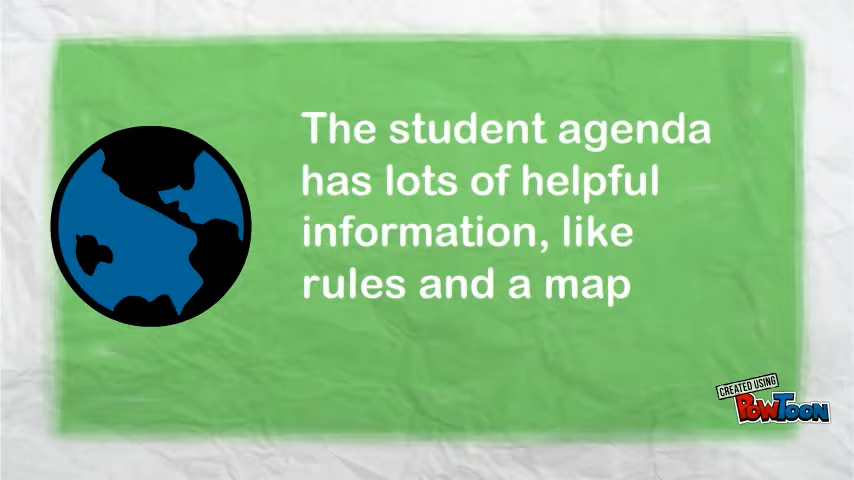 The student agenda
has lots of helpful
information, like
rules and a map
CREATED USING
POWTOON